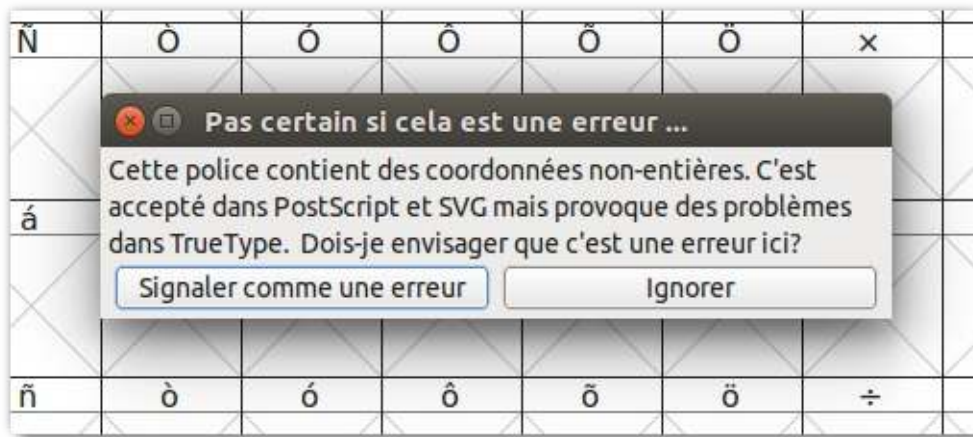 Ñ Ò Ó Ô Õ Ö ×
Pas certain si cela est une erreur ...
Cette police contient des coordonnées non-entières. C'est
accepté dans PostScript et SVG mais provoque des problèmes
dans TrueType.  Dois-je envisager que c'est une erreur ici?
Signaler comme une erreur Ignorer
á
ñ ò ó ô õ ö ÷